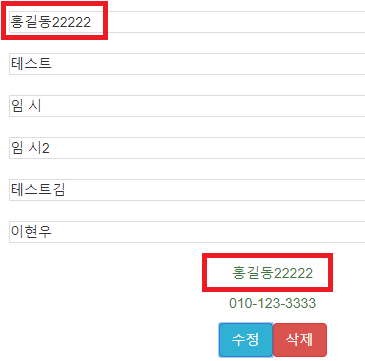 홍길동22222
테스트
임 시
임 시2
테스트김
이현우
홍길동22222
010-123-3333
수정 삭제